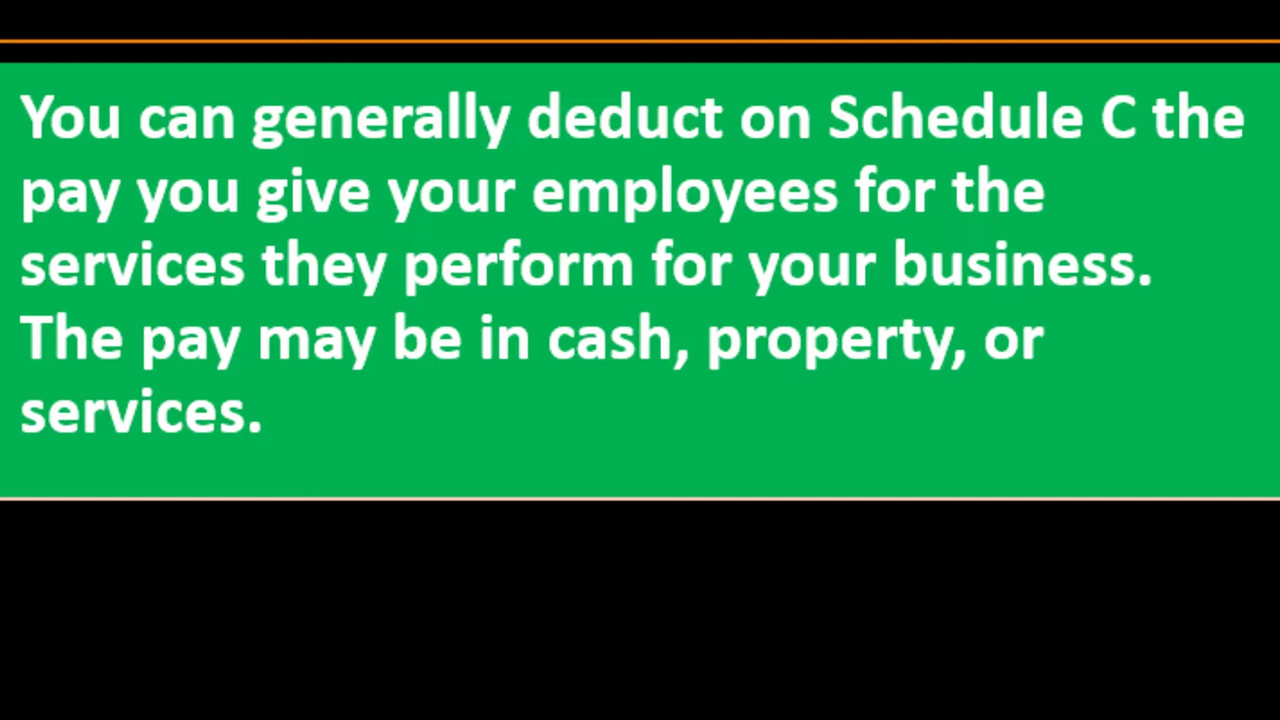 You can generally deduct on Schedule C the
pay you give your employees for the
services they perform for your business.
The pay may be in cash, property, or
services.